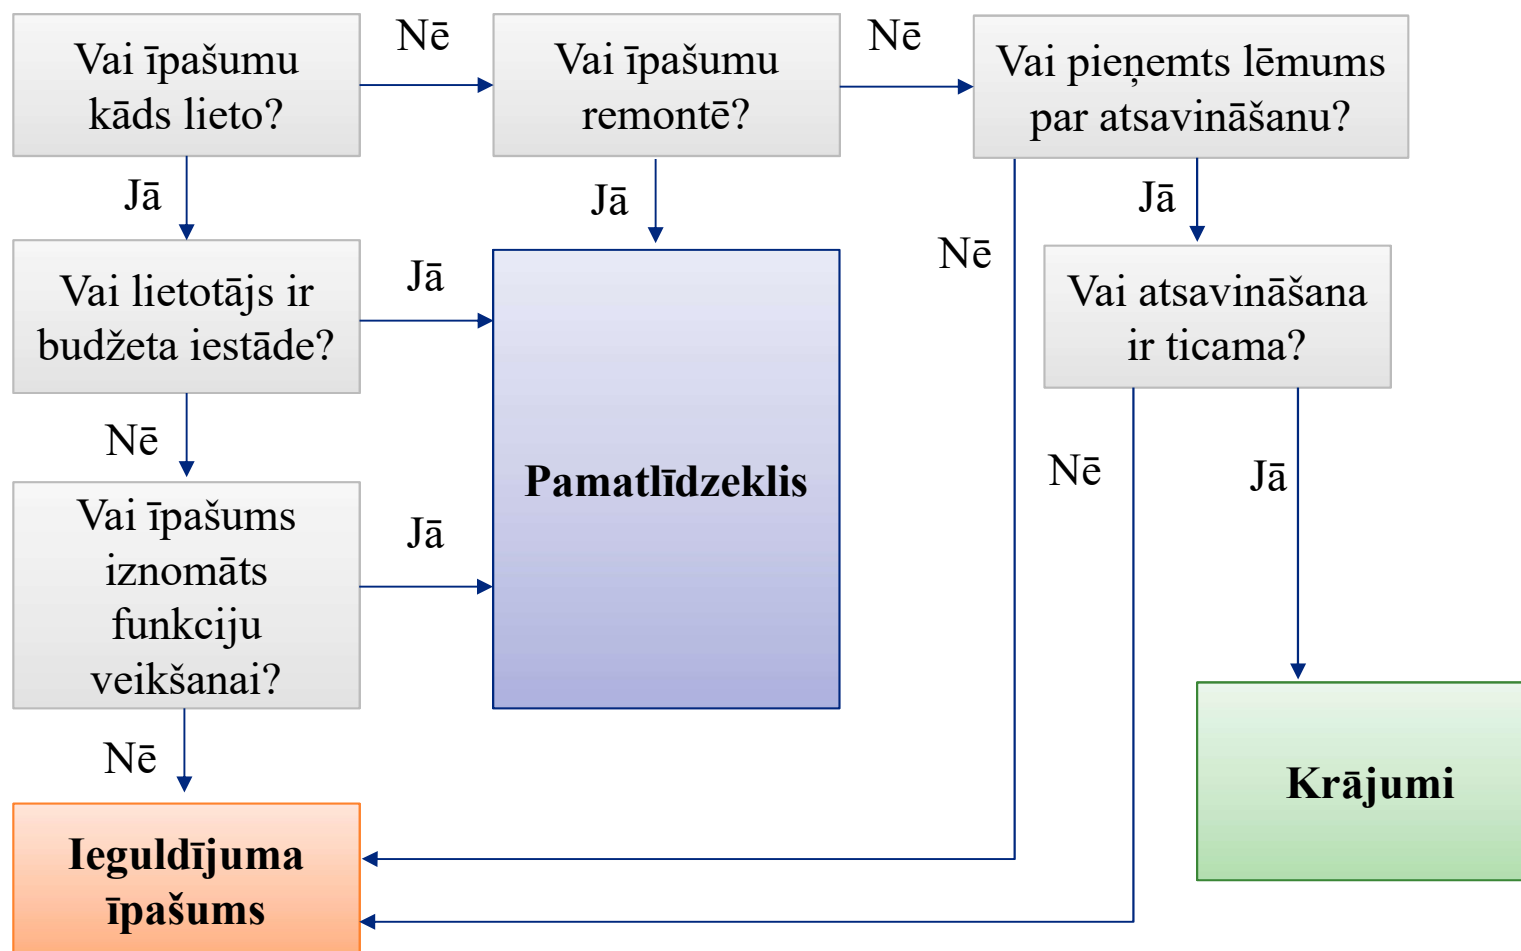 Vai īpašumu
kāds lieto?
Nē
Vai īpašumu
remontē?
Nē
Vai pieņemts lēmums
par atsavināšanu?
Jā
Jā
Nē
Jā
Vai lietotājs ir
budžeta iestāde?
Jā
Vai atsavināšana
ir ticama?
Nē
Vai īpašums
iznomāts
funkciju
veikšanai?
Jā
Pamatlīdzeklis
Nē
Jā
Nē
Ieguldījuma
īpašums
Krājumi